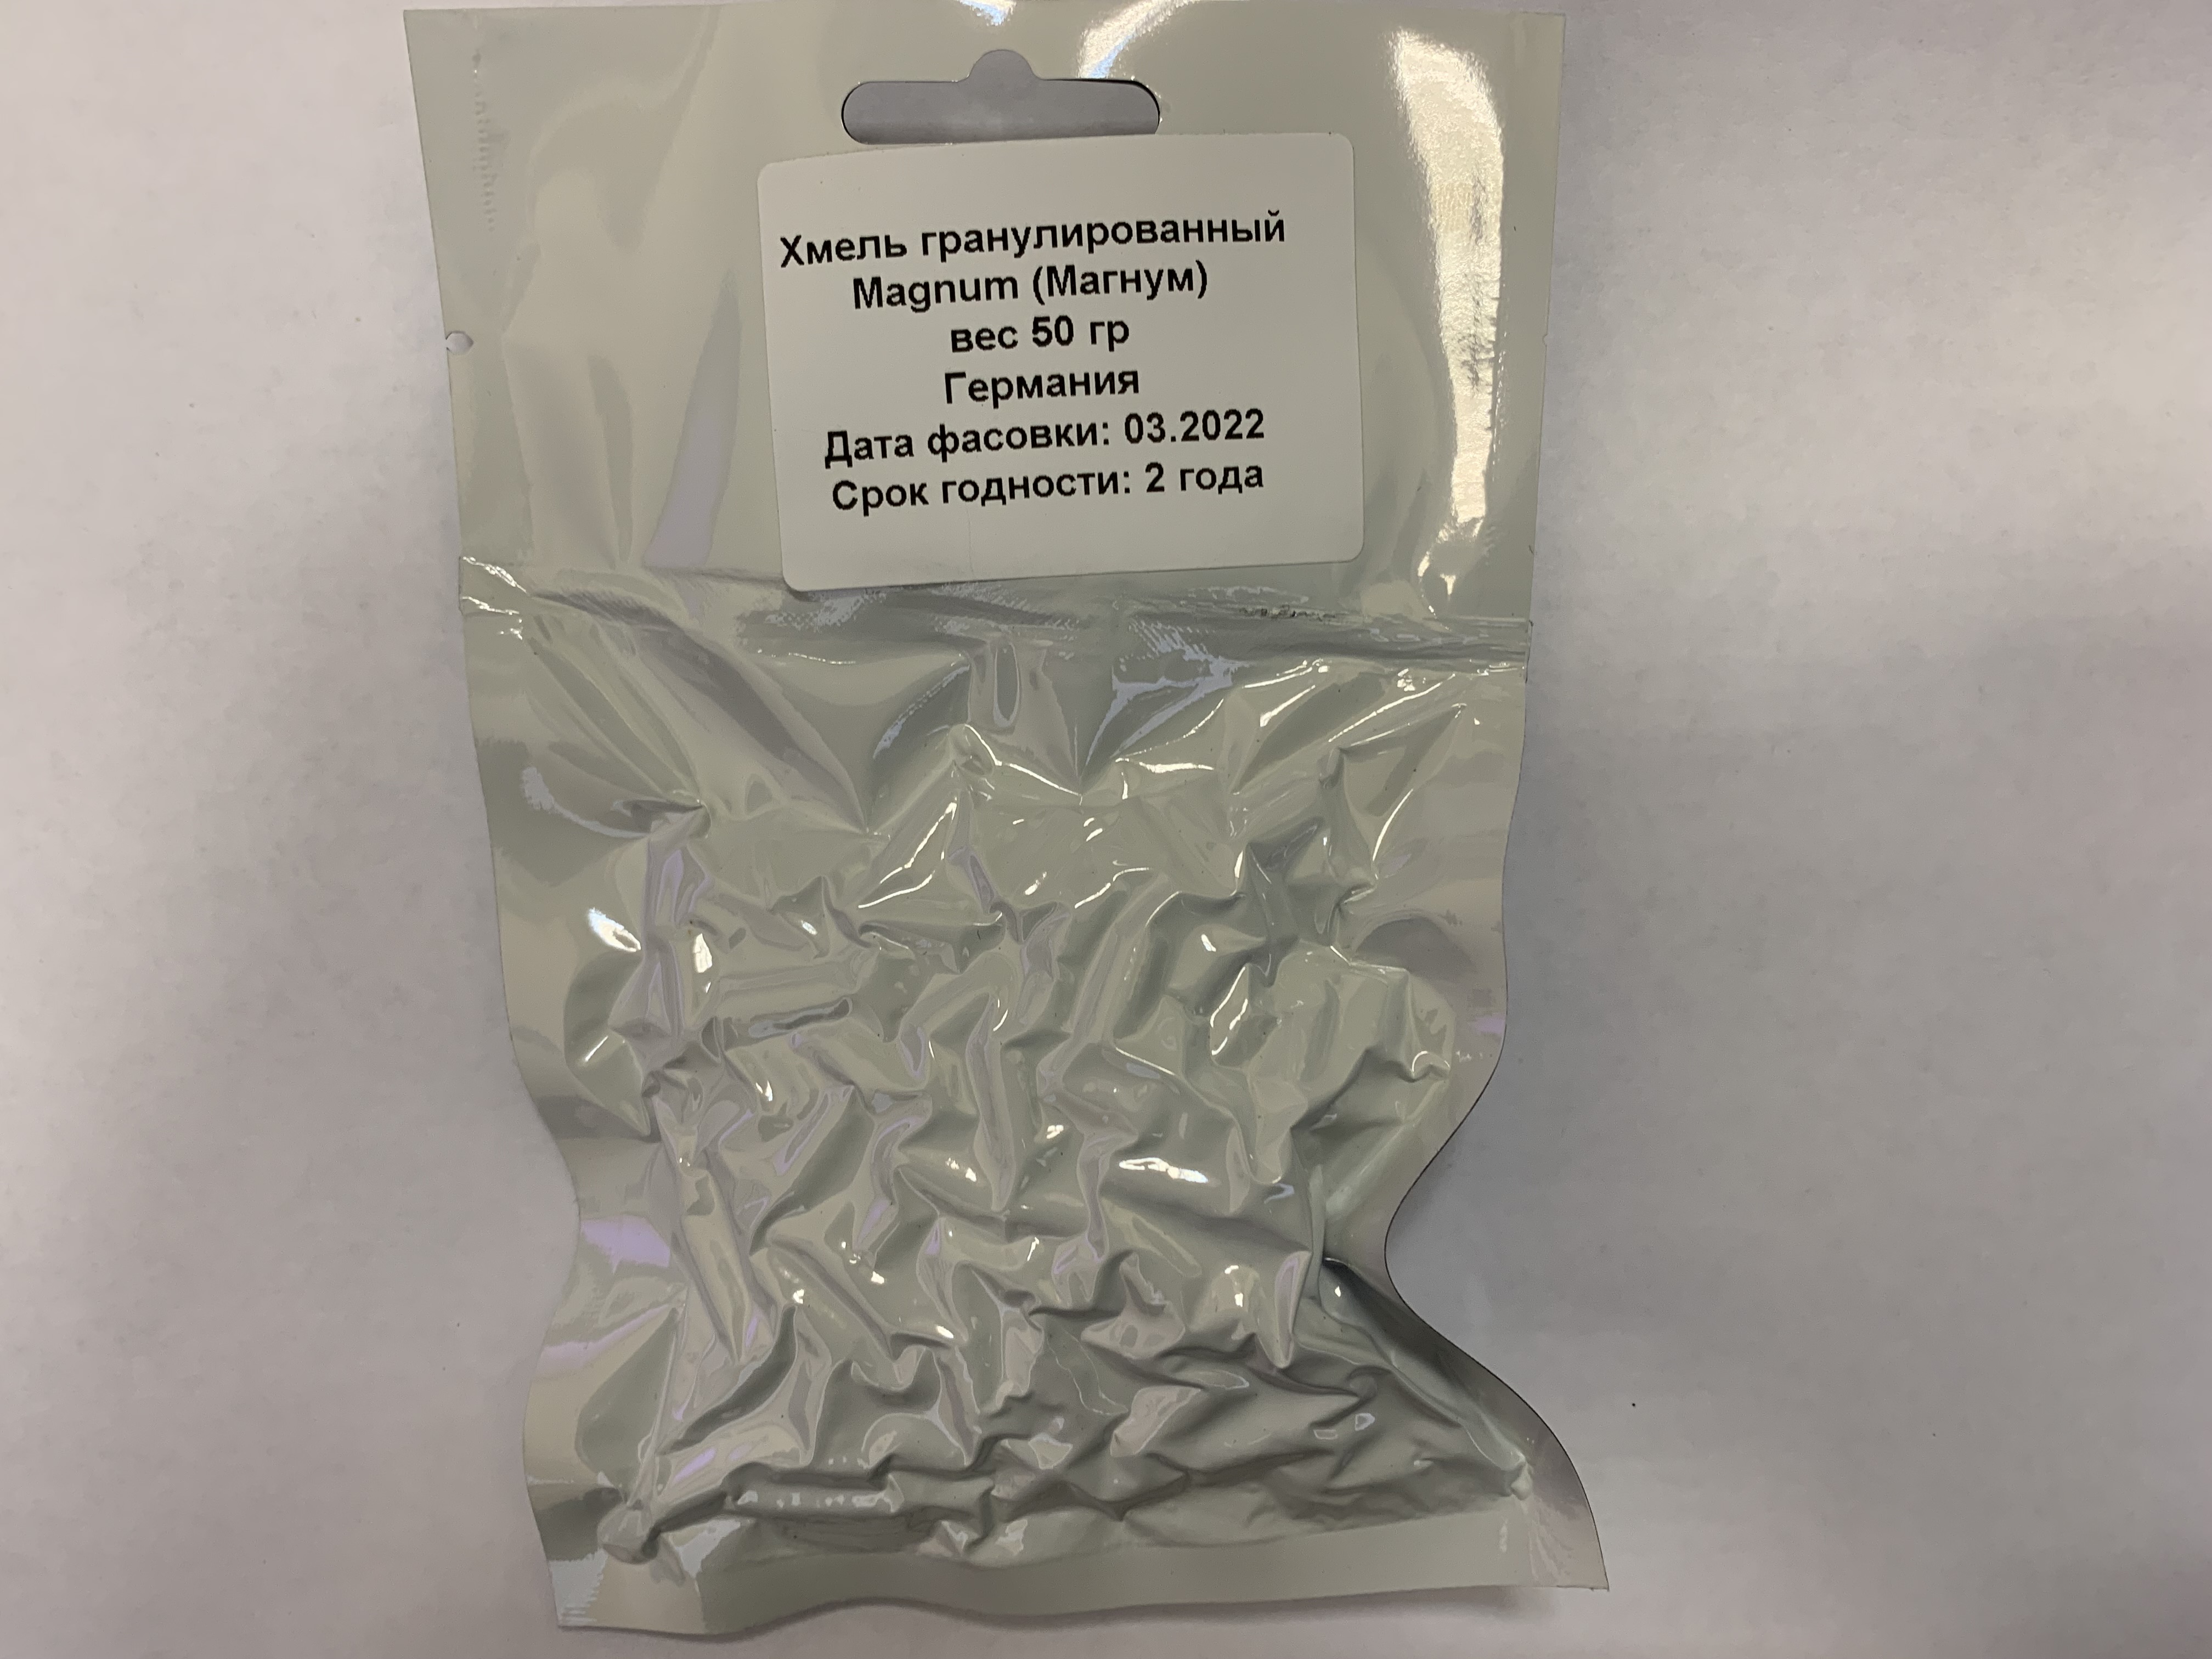 Хмель гранулированный
Magnum (Магнум)
вес 50 гр
Германия
Дата фасовки: 03.2022
Срок годности: 2 года